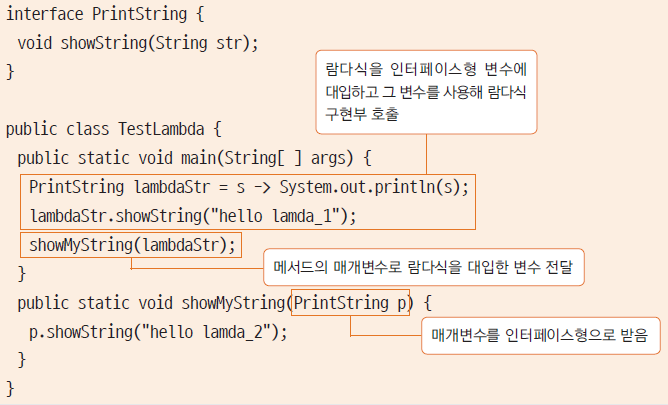 interface PrintString {
void showString(String str);
}
람다식을 인터페이스형 변수에
대입하고 그 변수를 사용해 람다식
구현부 호출
public class TestLambda {
public static void main(String[ ] args) {
PrintString lambdaStr = s -> System.out.println(s);
lambdaStr.showString("hello lamda_1");
showMyString(lambdaStr);
메서드의 매개변수로 람다식을 대입한 변수 전달
}
public static void showMyString(PrintString p) {
p.showString("hello lamda_2");
매개변수를 인터페이스형으로 받음
}
}